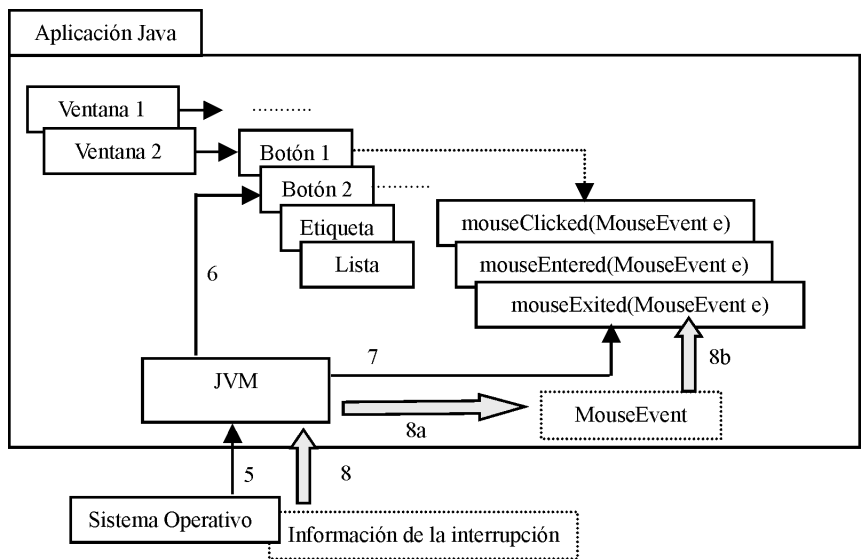 Aplicación Java
Ventana 1
Ventana 2
Botón 1
Botón 2
Etiqueta
Lista
mouseClicked(MouseEvent e)
mouseEntered(MouseEvent e)
mouseExited(MouseEvent e)
6
7
8b
JVM
8a
MouseEvent
5
8
Sistema Operativo
Información de la interrupción